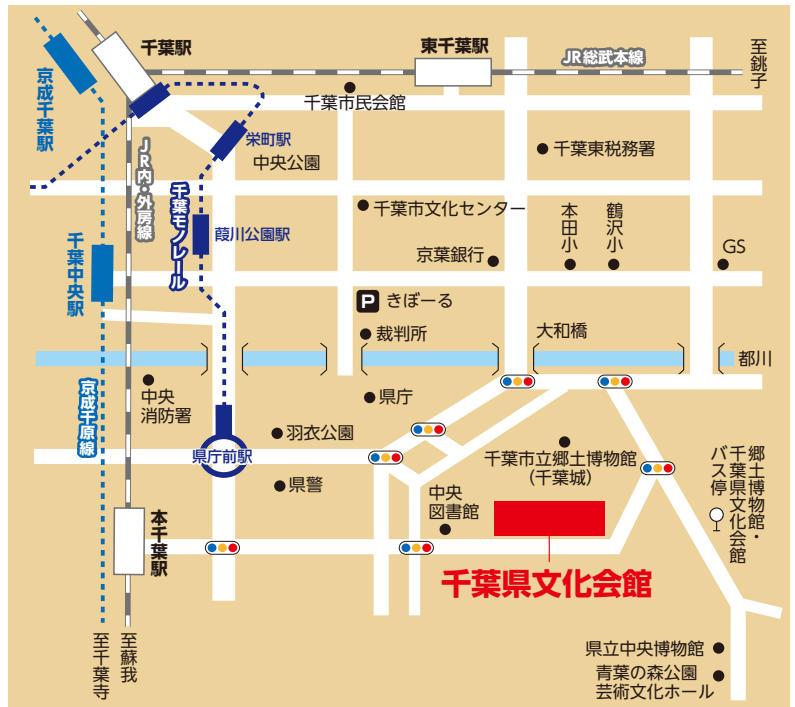 千葉駅
東千葉駅
JR総武本線
至銚子
京成千葉駅
千葉市民会館
栄町駅
中央公園
千葉東税務署
JR内・外房線
千葉モノレール
千葉市文化センター
本田小
鶴沢小
葭川公園駅
千葉中央駅
京葉銀行
GS
P きぼーる
裁判所
大和橋
都川
中央
消防署
県庁
京成千原線
羽衣公園
県庁前駅
千葉市立郷土博物館
(千葉城)
郷土博物館・
千葉県文化会館
バス停
県警
中央
図書館
本千葉駅
千葉県文化会館
至千葉寺
至蘇我
県立中央博物館
青葉の森公園
芸術文化ホール